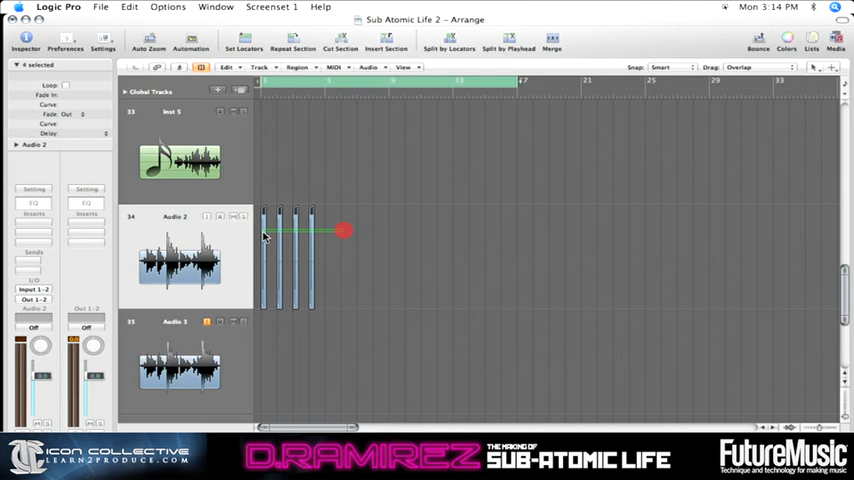 Logic Pro File Edit Options Window Screenset 1 Help Mon 3:14 PM
Sub Atomic Life 2 - Arrange
Inspector Preferences Settings Auto Zoom Automation Set Locators Repeat Section Cut Section Insert Section Split by Locators Split by Playhead Merge Bounce Colors Lists Media
4 selected Edit Track Region MIDI Audio View Snap: Smart Drag: Overlap
Loop:
Fade In:
Curve:
Fade: Out
Curve:
Delay:
Audio 2
1 5 9 13 17 21 25 29 33
Global Tracks
33 Inst 5
34 Audio 2
35 Audio 3
Setting Setting
EQ EQ
Inserts Inserts
Sends
I/O
Input 1-2
Out 1-2
Audio 2 Out 1-2
Off Off
0.0 0.0
M S
ICON COLLECTIVE
LEARN2PRODUCE.COM
D.RAMIREZ THE MAKING OF SUB-ATOMIC LIFE
FutureMusic
Technique and technology for making music